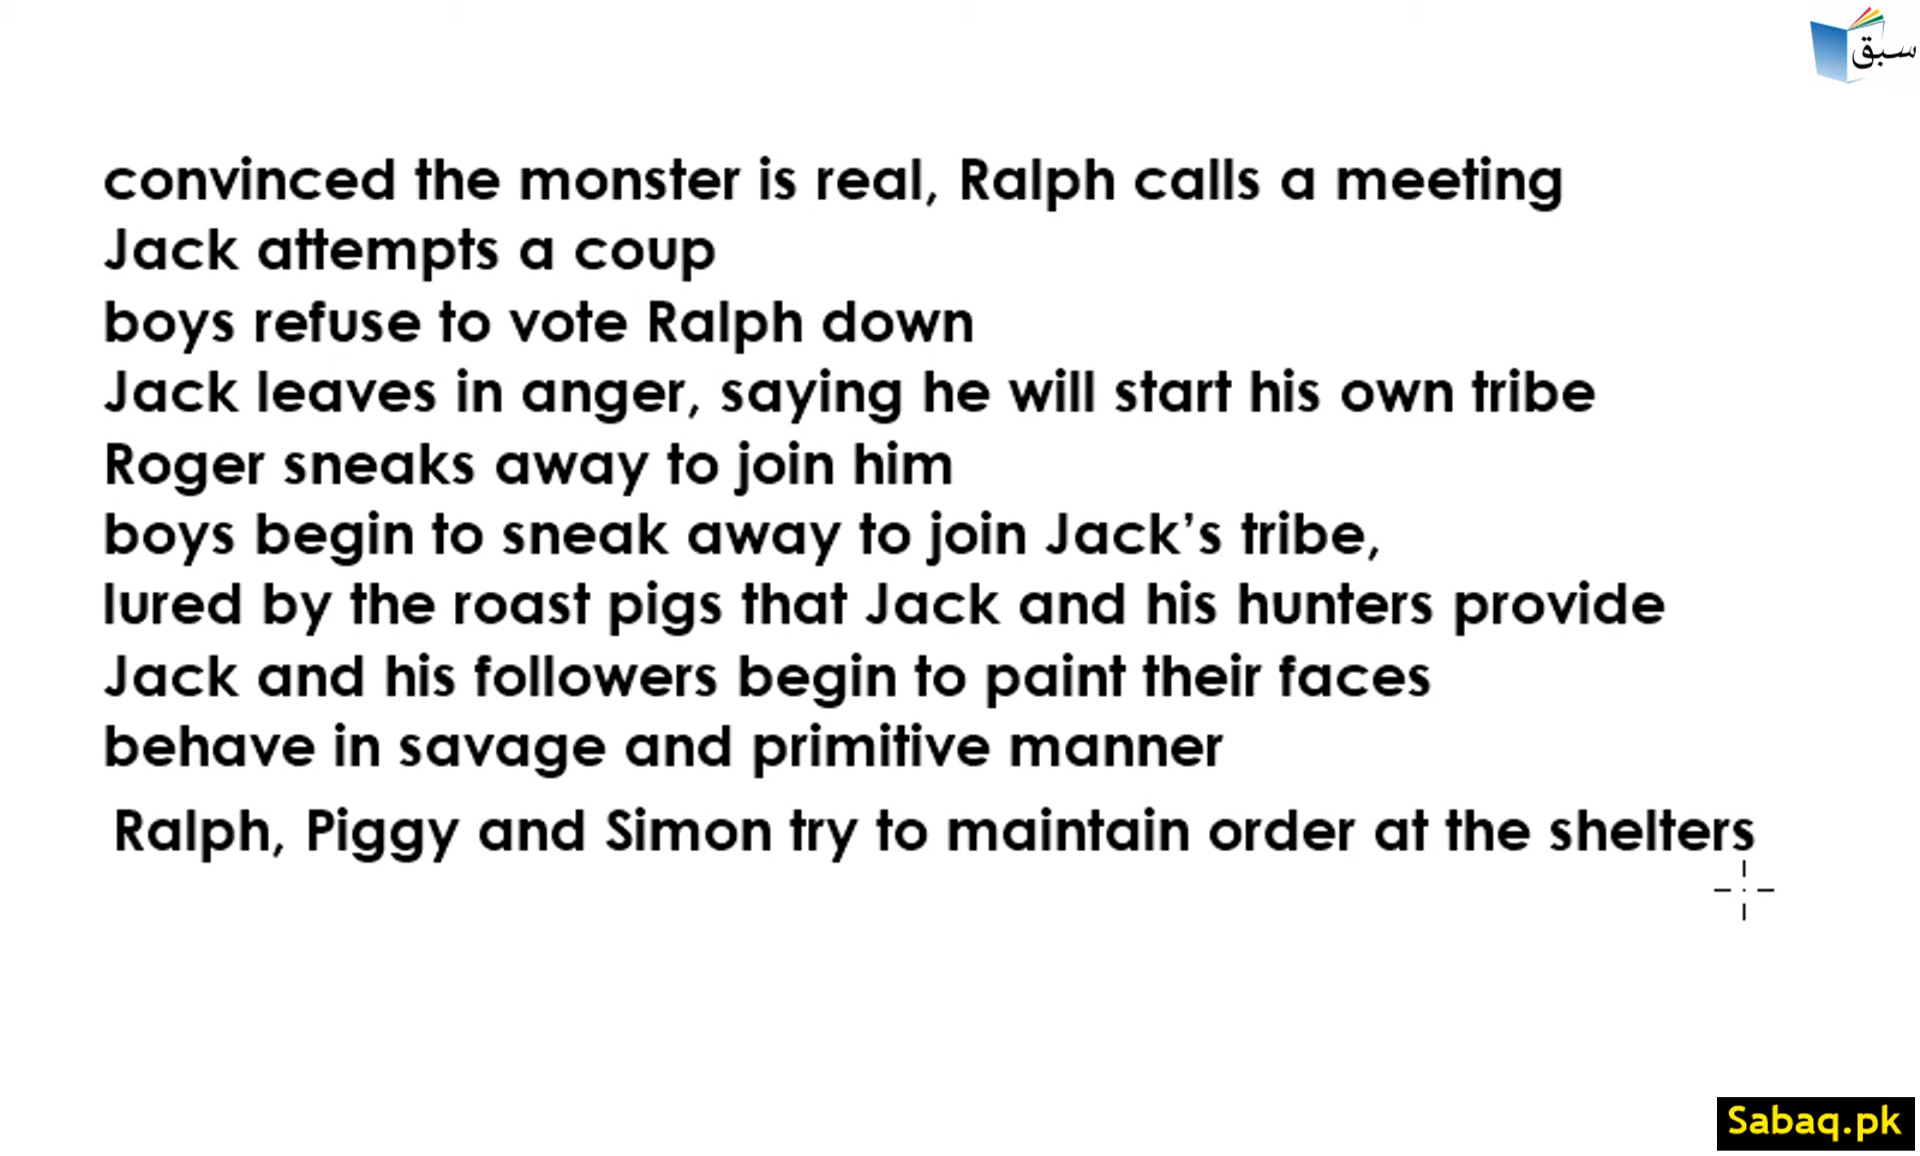 سبق
convinced the monster is real, Ralph calls a meeting
Jack attempts a coup
boys refuse to vote Ralph down
Jack leaves in anger, saying he will start his own tribe
Roger sneaks away to join him
boys begin to sneak away to join Jack’s tribe,
lured by the roast pigs that Jack and his hunters provide
Jack and his followers begin to paint their faces
behave in savage and primitive manner
Ralph, Piggy and Simon try to maintain order at the shelters
Sabaq.pk